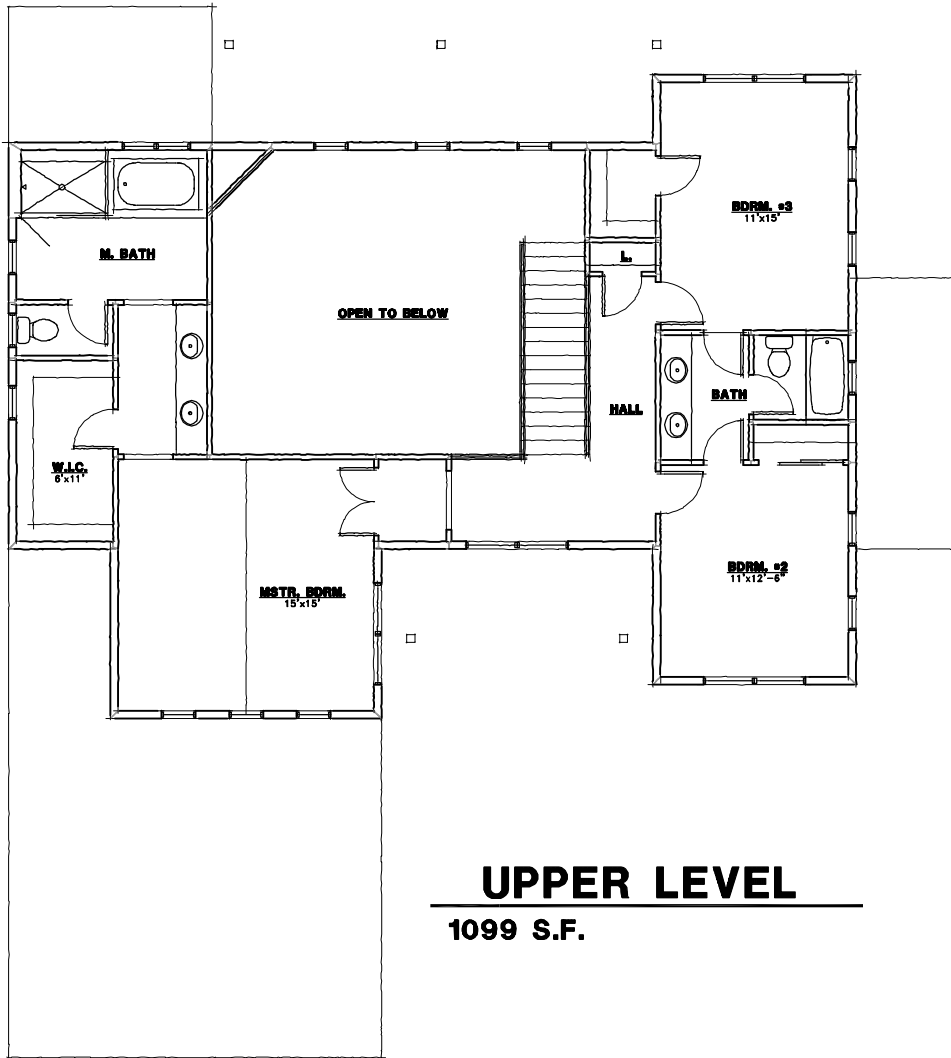 BDRM. #3
11'x15'
M. BATH
L.
OPEN TO BELOW
BATH
HALL
W.I.C.
6'x11'
BDRM. #2
11'x12'-6"
MSTR. BDRM.
15'x15'
UPPER LEVEL
1099 S.F.